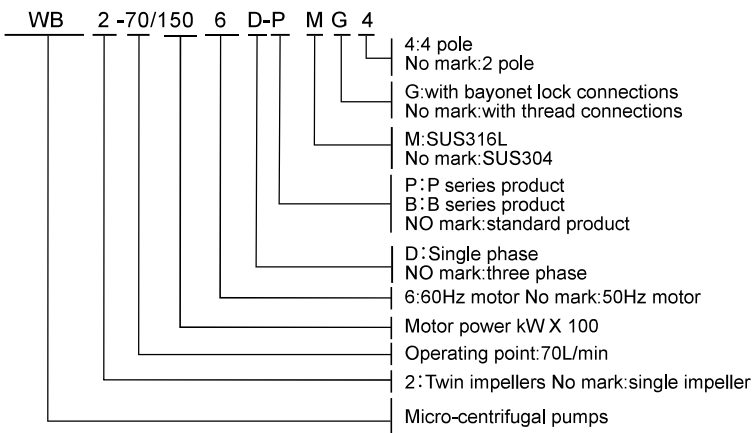 WB 2 -70/150 6 D-P M G 4
4:4 pole
No mark:2 pole
G:with bayonet lock connections
No mark:with thread connections
M:SUS316L
No mark:SUS304
P:P series product
B:B series product
NO mark:standard product
D:Single phase
NO mark:three phase
6:60Hz motor No mark:50Hz motor
Motor power kW X 100
Operating point:70L/min
2:Twin impellers No mark:single impeller
Micro-centrifugal pumps